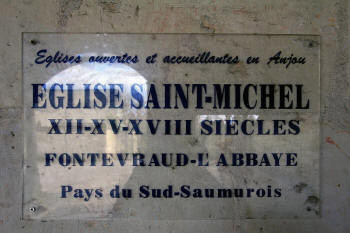 Eglises ouvertes et accueillantes en Anjou
EGLISE SAINT-MICHEL
XII-XV-XVIII SIÈCLES
FONTEVRAUD-L'ABBAYE
Pays du Sud-Saumurois